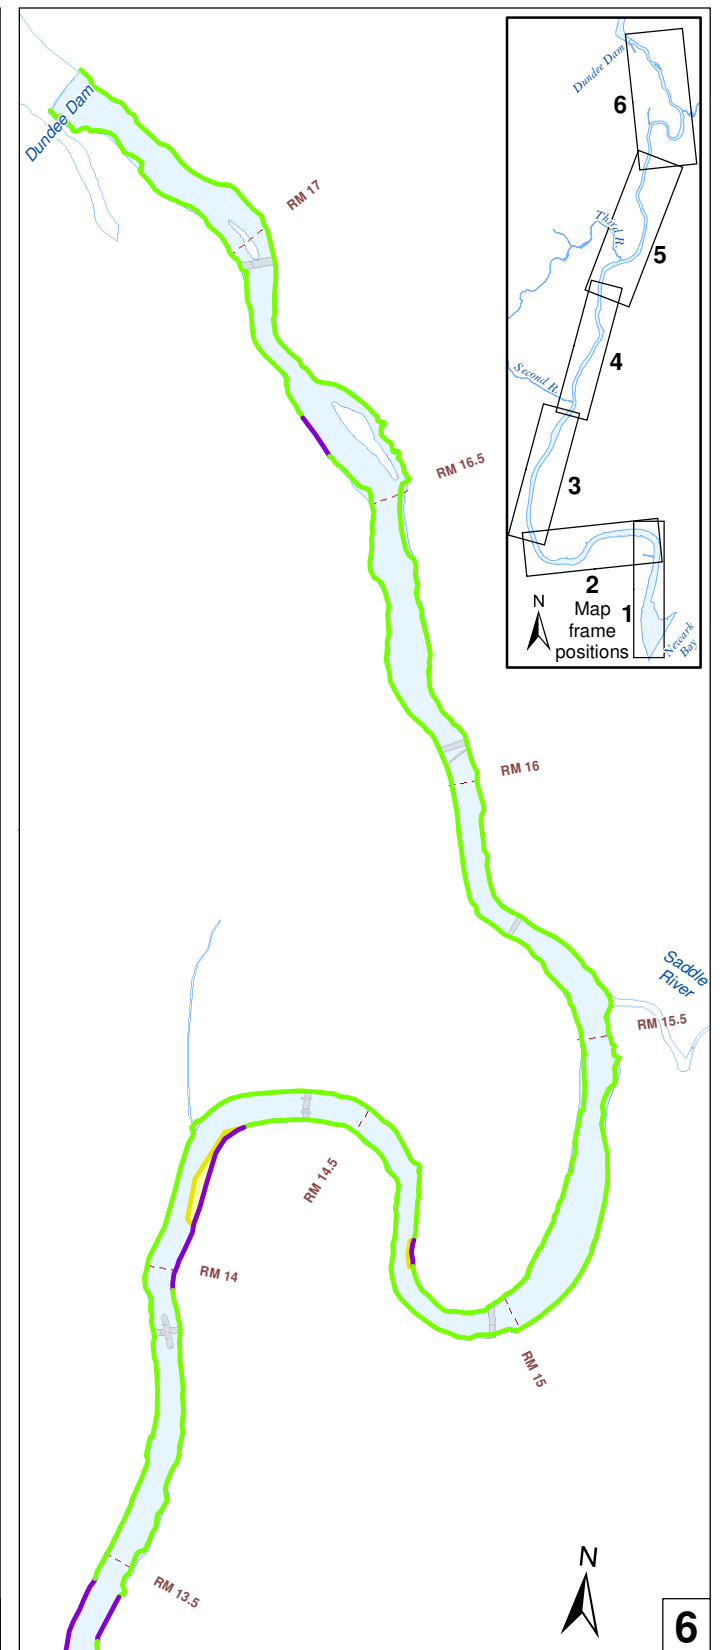 Dundee Dam
RM 17
RM 16.5
RM 16
Saddle
River
RM 15.5
RM 14.5
RM 14
RM 15
RM 13.5
N
6
Dundee Dam
6
Third R.
5
4
Second R.
3
2
1
N
Map
frame
positions
Newark
Bay